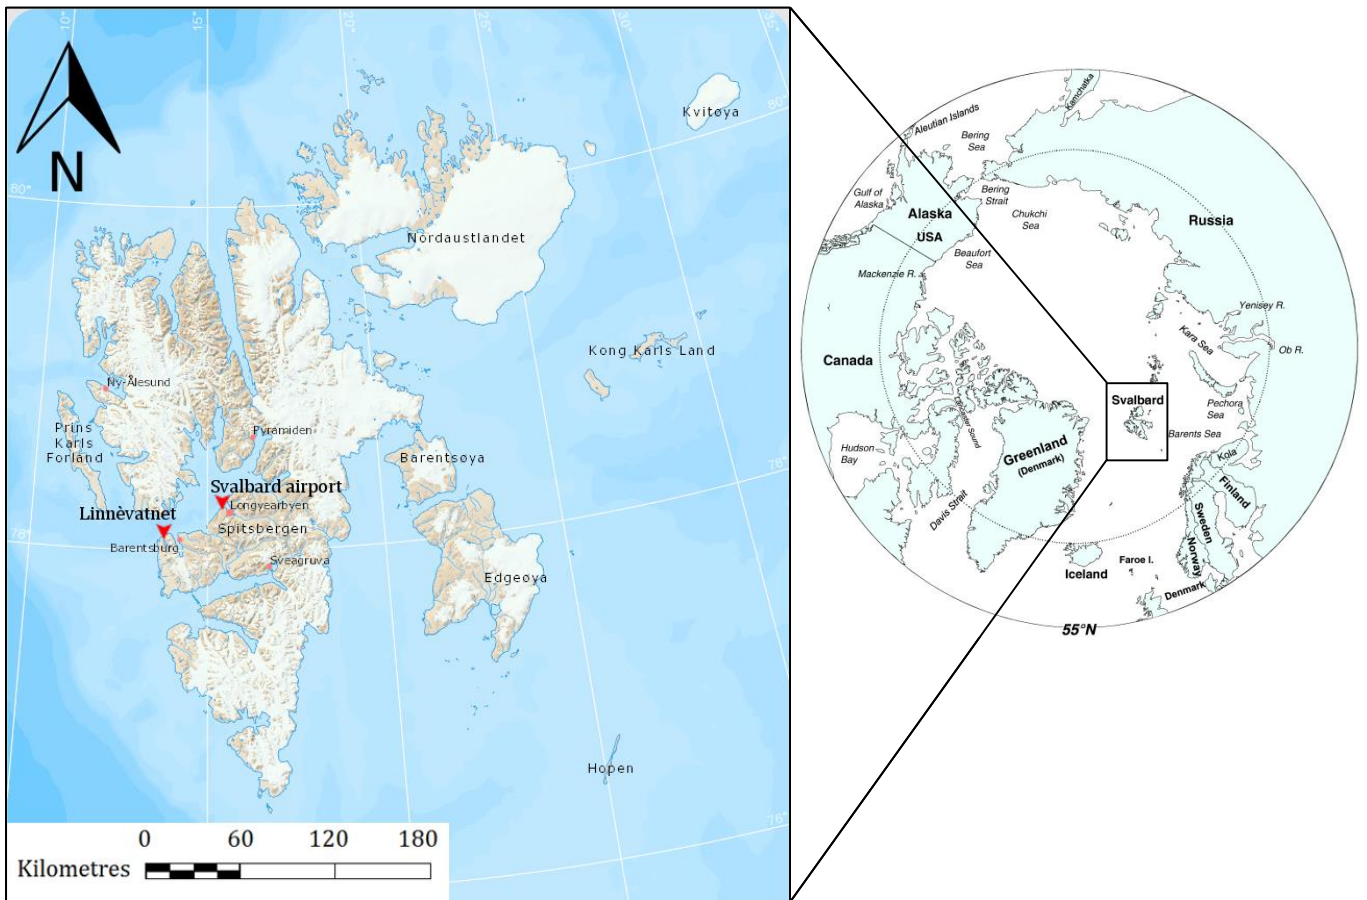 10°
15°
20°
25°
30°
35°
N
80°
80°
Kvitøya
Nordaustlandet
Kong Karls Land
Ny-Ålesund
Prins
Karls
Forland
Pyramiden
Barentsøya
78°
Svalbard airport
Longyearbyen
Linnèvatnet
Spitsbergen
78°
Barentsburg
Sveagruva
Edgeøya
Hopen
76°
0 60 120 180
Kilometres
Kamchatka
Aleutian Islands
Bering
Sea
Gulf of
Alaska
Bering
Strait
Alaska
USA
Chukchi
Sea
Russia
Beaufort
Sea
Mackenzie R.
Yenisey R.
Kara Sea
Ob R.
Canada
Svalbard
Pechora
Sea
Barents Sea
Lancaster Sound
Hudson
Bay
Greenland
(Denmark)
Kola
Finland
Davis Strait
Sweden
Norway
Iceland
Faroe I.
Denmark
55°N